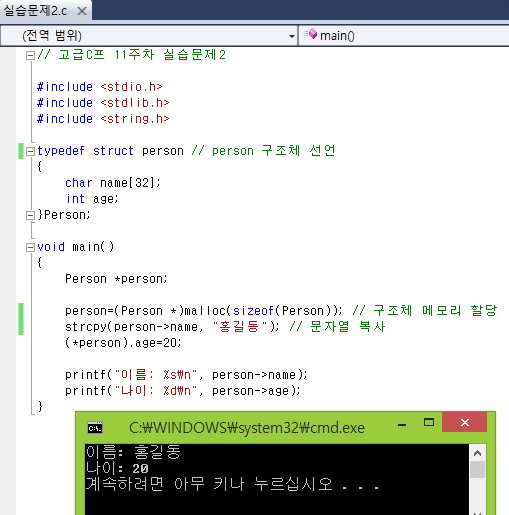 실습문제2.c
(전역 범위) main()
// 고급C프 11주차 실습문제2
#include <stdio.h>
#include <stdlib.h>
#include <string.h>
typedef struct person // person 구조체 선언
{
char name[32];
int age;
}Person;
void main()
{
Person *person;
person=(Person *)malloc(sizeof(Person)); // 구조체 메모리 할당
strcpy(person->name, "홍길동"); // 문자열 복사
(*person).age=20;
printf("이름: %s₩n", person->name);
printf("나이: %d₩n", person->age);
}
C:₩WINDOWS₩system32₩cmd.exe
이름: 홍길동
나이: 20
계속하려면 아무 키나 누르십시오 . . .